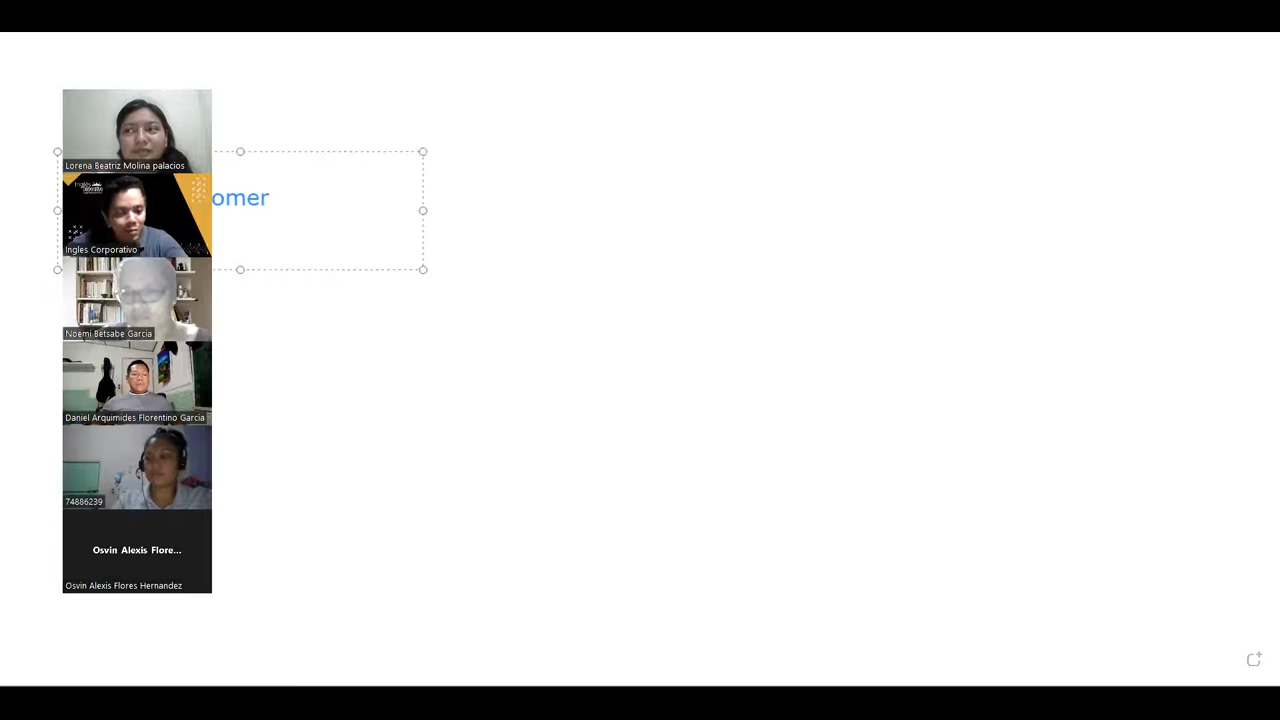 Lorena Beatriz Molina palacios
omer
Ingles Corporativo
Noemi Betsabe Garcia
Daniel Arquimides Florentino Garcia
74886239
Osvin Alexis Flore...
Osvin Alexis Flores Hernandez